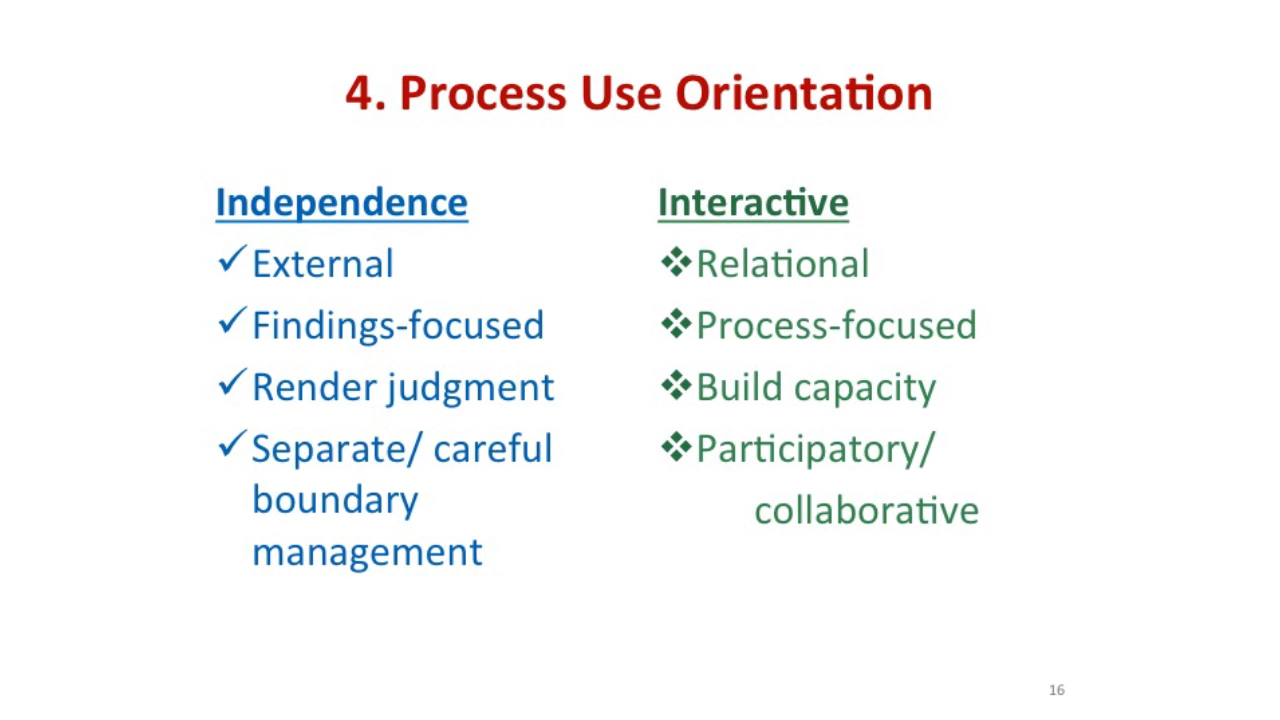 4. Process Use Orientation
Independence
✓External
✓Findings-focused
✓Render judgment
✓Separate/ careful
boundary
management
Interactive
❖Relational
❖Process-focused
❖Build capacity
❖Participatory/
collaborative
16